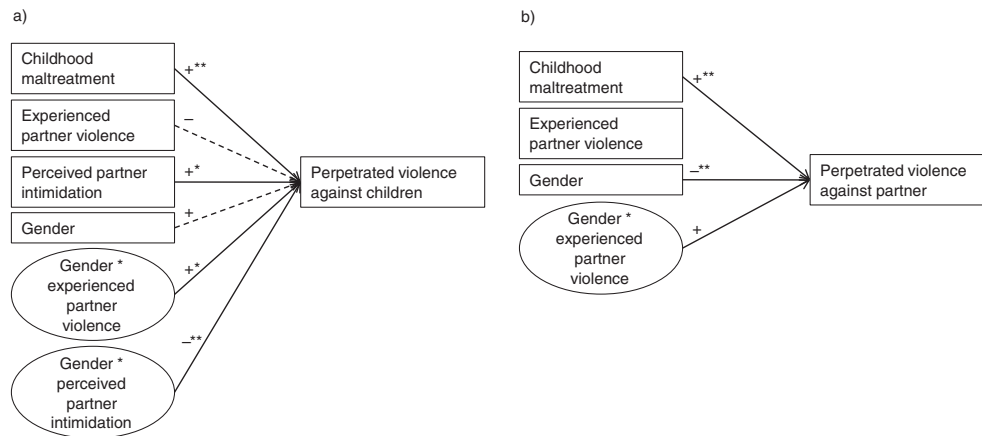 a)
Childhood
maltreatment
+**
Experienced
partner violence
–
Perceived partner
intimidation
+*
Gender
+
Gender *
experienced
partner
violence
+*
Gender *
perceived
partner
intimidation
–**
Perpetrated violence
against children
b)
Childhood
maltreatment
+**
Experienced
partner violence
Gender
–**
Gender *
experienced
partner
violence
+
Perpetrated violence
against partner